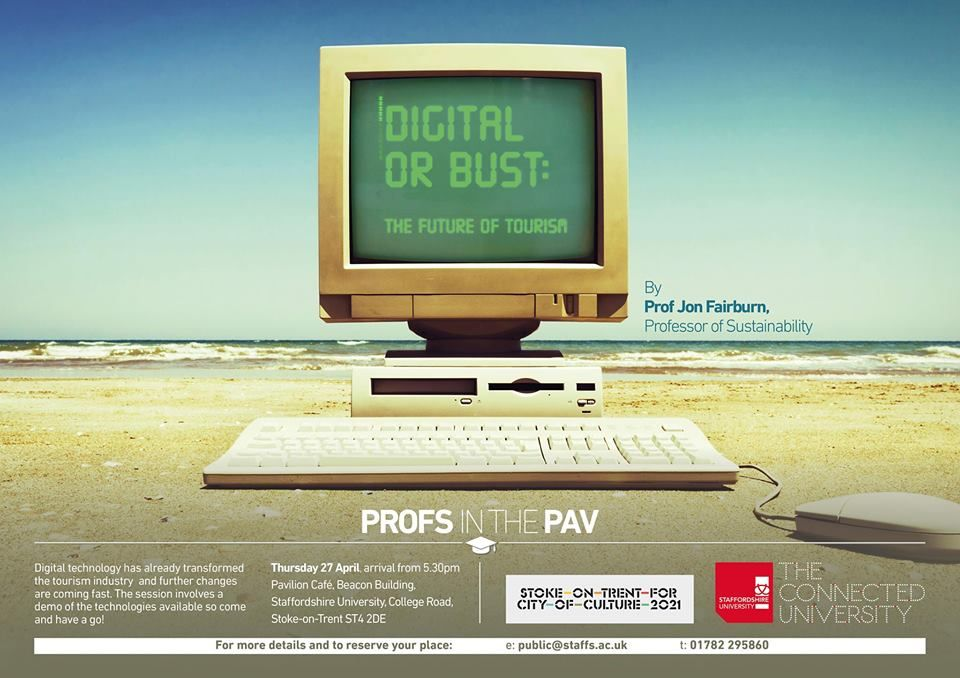 DIGITAL
OR BUST:
THE FUTURE OF TOURISM
By
Prof Jon Fairburn,
Professor of Sustainability
PROFS IN THE PAV
Digital technology has already transformed
the tourism industry and further changes
are coming fast. The session involves a
demo of the technologies available so come
and have a go!
Thursday 27 April, arrival from 5.30pm
Pavilion Café, Beacon Building,
Staffordshire University, College Road,
Stoke-on-Trent ST4 2DE
STOKE-ON-TRENT-FOR
CITY-OF-CULTURE-2021
STAFFORDSHIRE
UNIVERSITY
THE
CONNECTED
UNIVERSITY
For more details and to reserve your place: e: public@staffs.ac.uk t: 01782 295860